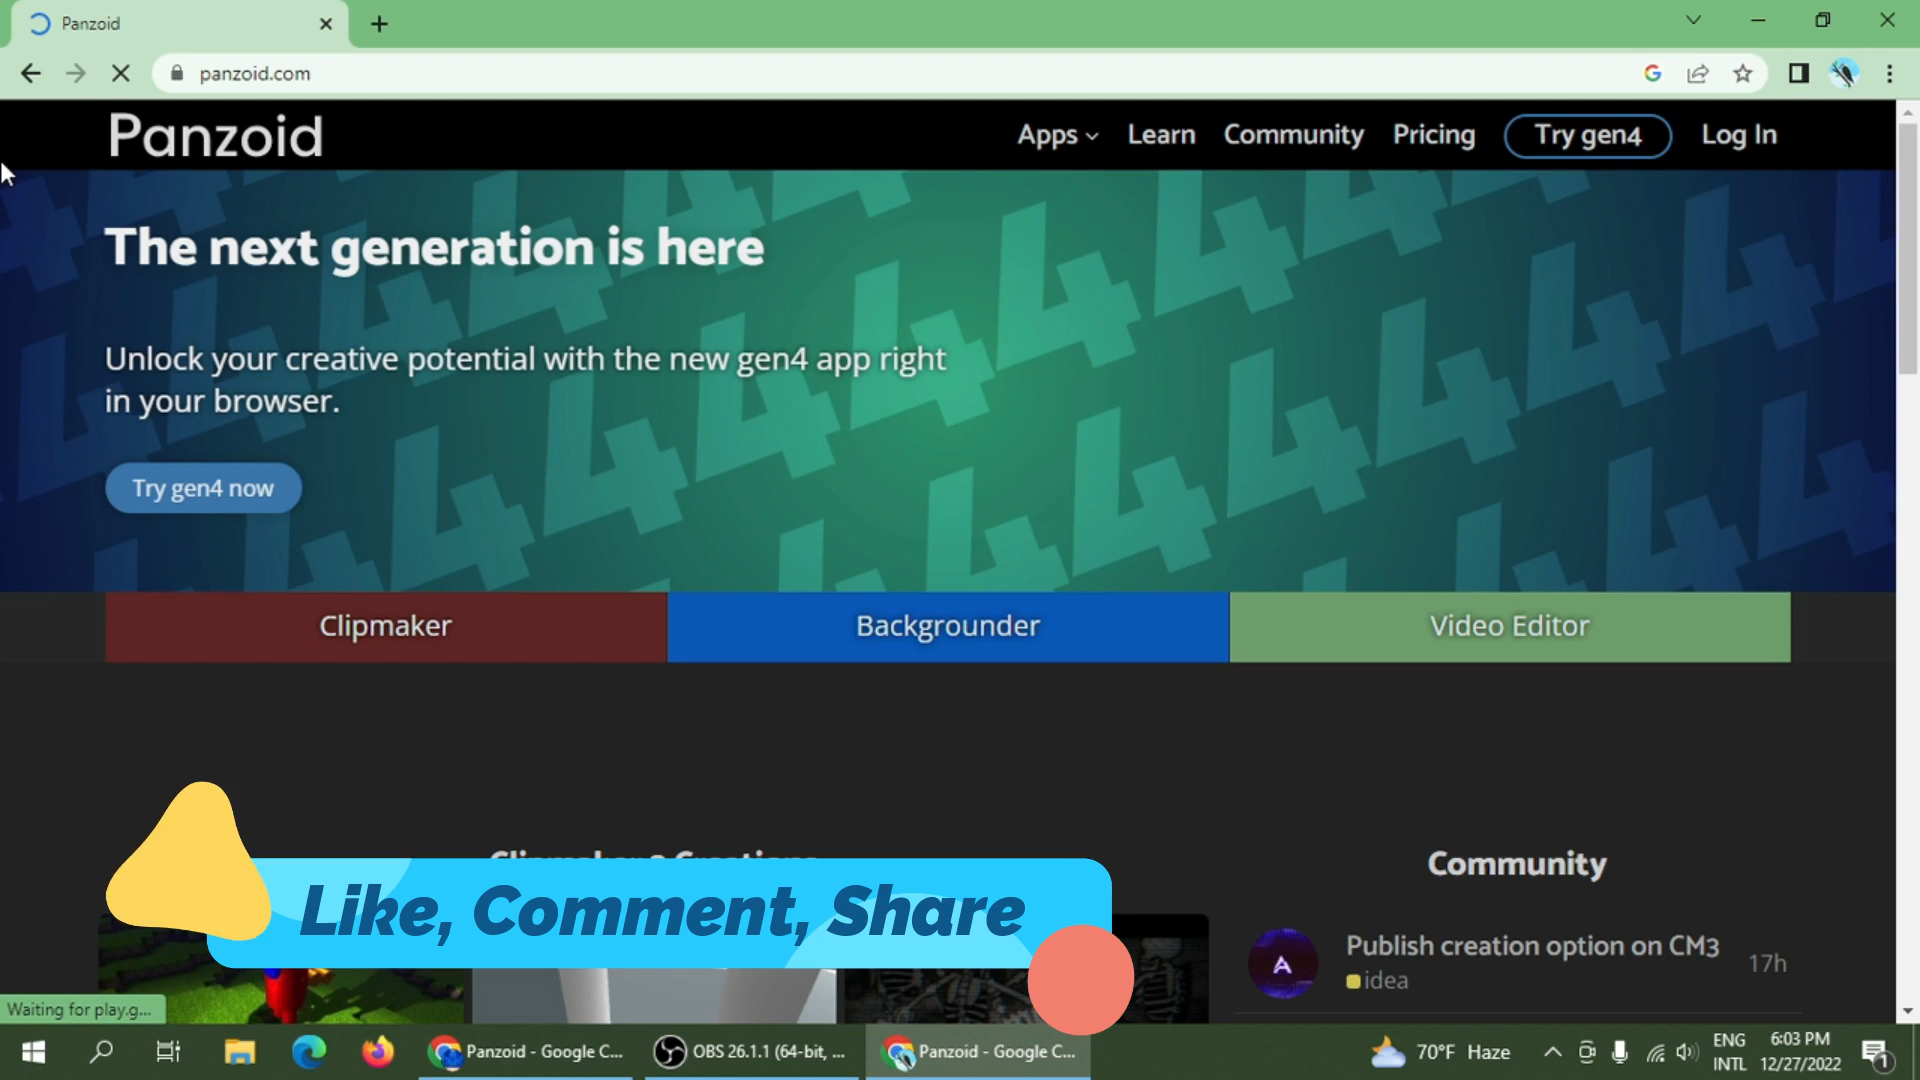 Panzoid
panzoid.com
Panzoid
Apps
Learn
Community
Pricing
Try gen4
Log In
The next generation is here
Unlock your creative potential with the new gen4 app right
in your browser.
Try gen4 now
Clipmaker
Backgrounder
Video Editor
Community
Like, Comment, Share
Publish creation option on CM3
17h
idea
Waiting for play.g...
Panzoid - Google C...
OBS 26.1.1 (64-bit, ...
Panzoid - Google C...
70°F Haze
ENG
INTL
6:03 PM
12/27/2022
1